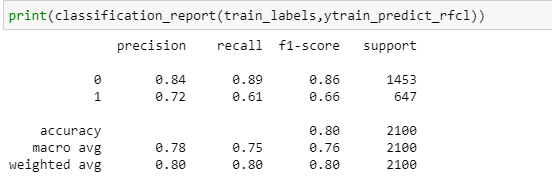 print(classification_report(train_labels,ytrain_predict_rfcl))
precision recall f1-score support
0 0.84 0.89 0.86 1453
1 0.72 0.61 0.66 647
accuracy 0.80 2100
macro avg 0.78 0.75 0.76 2100
weighted avg 0.80 0.80 0.80 2100